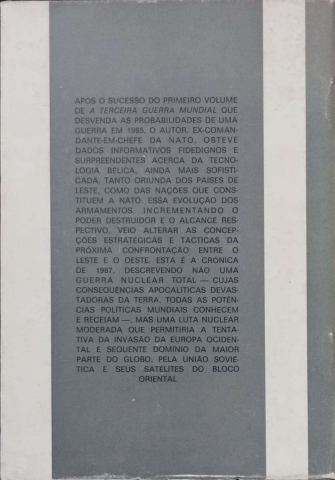 APÓS O SUCESSO DO PRIMEIRO VOLUME
DE A TERCEIRA GUERRA MUNDIAL QUE
DESVENDA AS PROBABILIDADES DE UMA
GUERRA EM 1985, O AUTOR, EX-COMAN-
DANTE-EM-CHEFE DA NATO, OBTEVE
DADOS INFORMATIVOS FIDEDIGNOS E
SURPREENDENTES ACERCA DA TECNO-
LOGIA BÉLICA, AINDA MAIS SOFISTI-
CADA, TANTO ORIUNDA DOS PAÍSES DE
LESTE, COMO DAS NAÇÕES QUE CONS-
TITUEM A NATO. ESSA EVOLUÇÃO DOS
ARMAMENTOS, INCREMENTANDO O
PODER DESTRUIDOR E O ALCANCE RES-
PECTIVO, VEIO ALTERAR AS CONCEP-
ÇÕES ESTRATÉGICAS E TÁCTICAS DA
PRÓXIMA CONFRONTAÇÃO ENTRE O
LESTE E O OESTE. ESTA É A CRÓNICA
DE 1987, DESCREVENDO NÃO UMA
GUERRA NUCLEAR TOTAL — CUJAS
CONSEQUÊNCIAS APOCALÍTICAS DEVAS-
TADORAS DA TERRA, TODAS AS POTÊN-
CIAS POLÍTICAS MUNDIAIS CONHECEM
E RECEIAM —, MAS UMA LUTA NUCLEAR
MODERADA QUE PERMITIRIA A TENTA-
TIVA DA INVASÃO DA EUROPA OCIDEN-
TAL E SEQUENTE DOMÍNIO DA MAIOR
PARTE DO GLOBO, PELA UNIÃO SOVIÉ-
TICA E SEUS SATÉLITES DO BLOCO
ORIENTAL